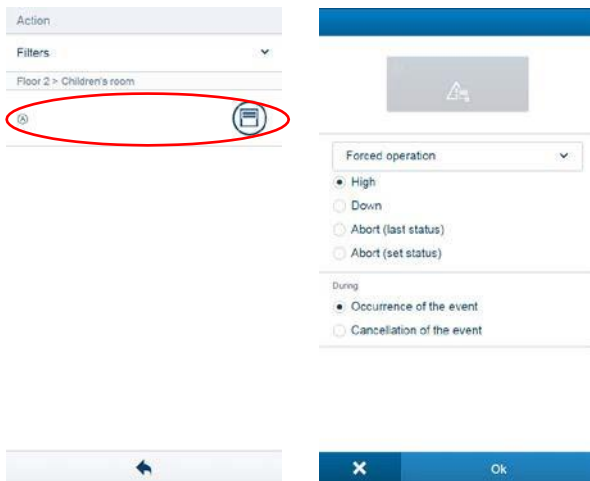 Action
Filters
Floor 2 > Children's room
A
Forced operation
High
Down
Abort (last status)
Abort (set status)
During
Occurrence of the event
Cancellation of the event
Ok